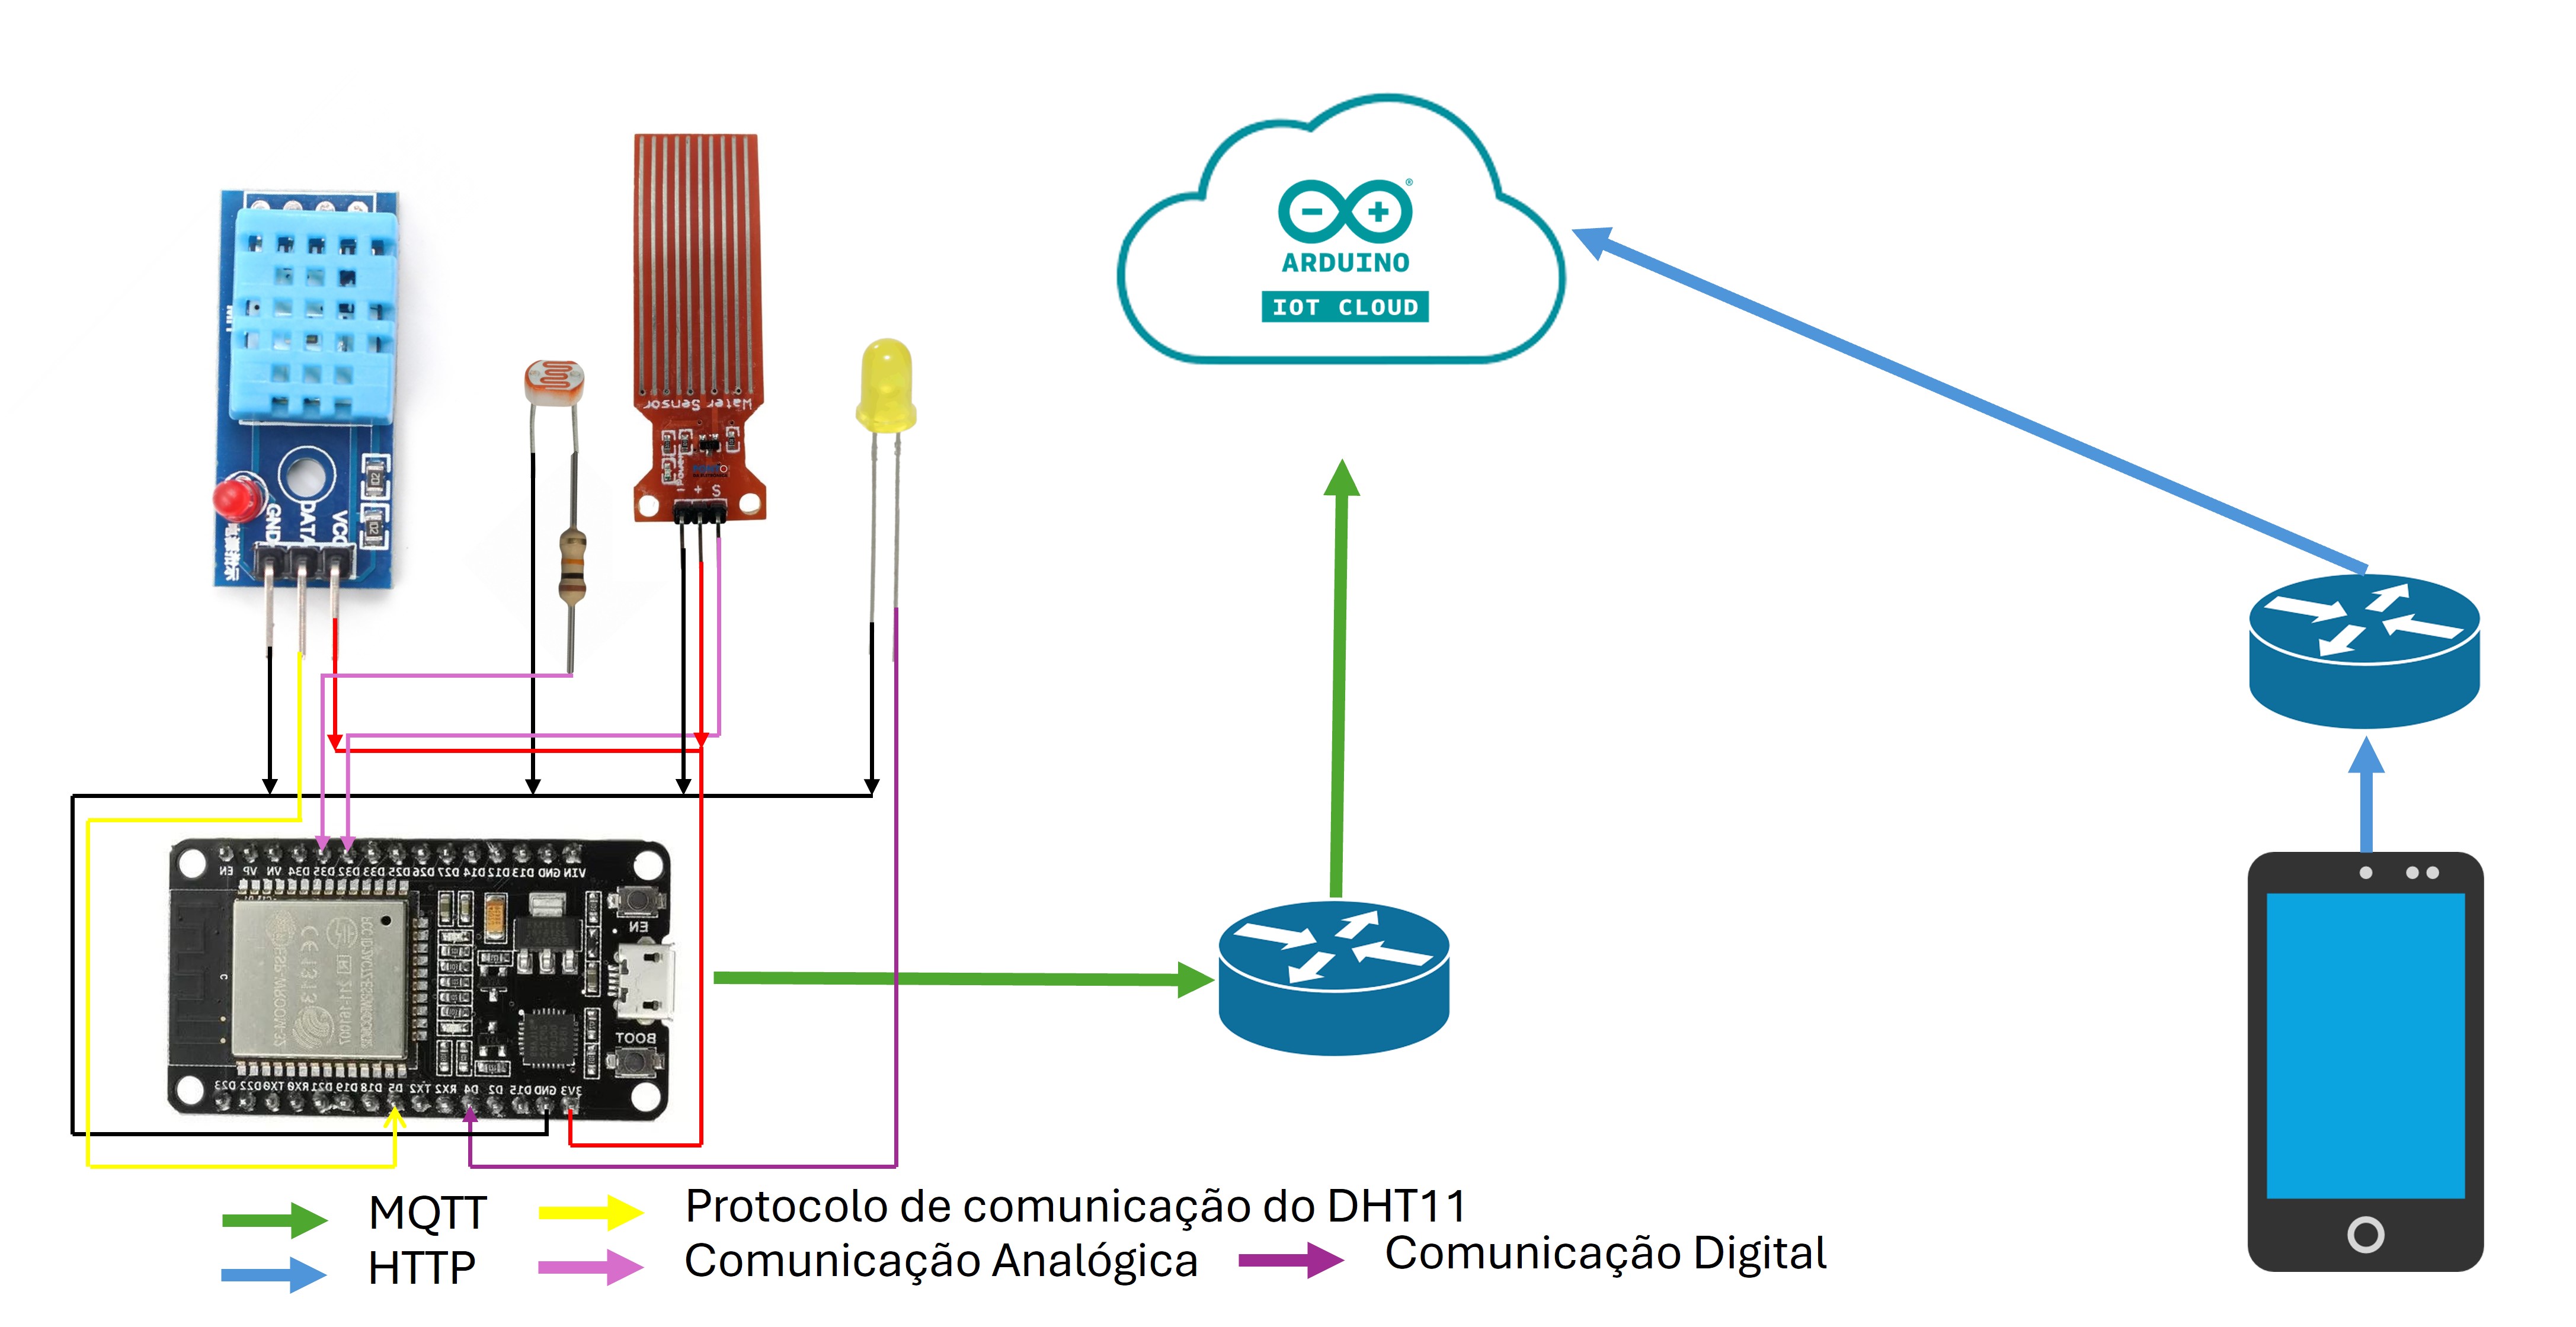 ARDUINO
IOT CLOUD
Water Sensor
- + S
GND DATA VCC
EN VP VN D34 D35 D32 D33 D25 D26 D27 D14 D12 D13 GND VIN
EN
BOOT
D23 D22 TX0 RX0 D21 D19 D18 D5 TX2 RX2 D4 D2 D15 GND 3V3
MQTT
Protocolo de comunicação do DHT11
HTTP
Comunicação Analógica
Comunicação Digital